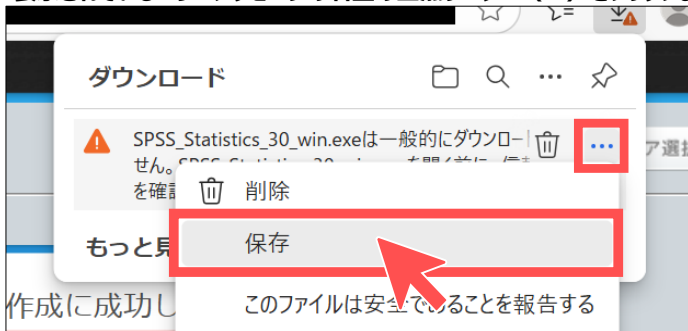 ダウンロード
SPSS_Statistics_30_win.exeは一般的にダウンロー
せん。
を確認
ア選択
削除
保存
もっと見
作成に成功し
このファイルは安全であることを報告する